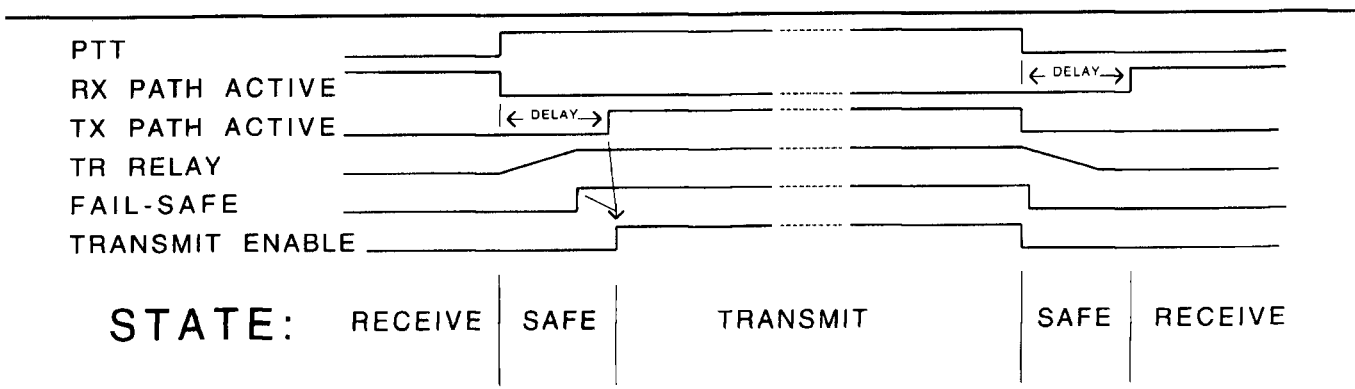 PTT
RX PATH ACTIVE
← DELAY →
TX PATH ACTIVE
← DELAY →
TR RELAY
FAIL-SAFE
TRANSMIT ENABLE
STATE: RECEIVE SAFE TRANSMIT SAFE RECEIVE